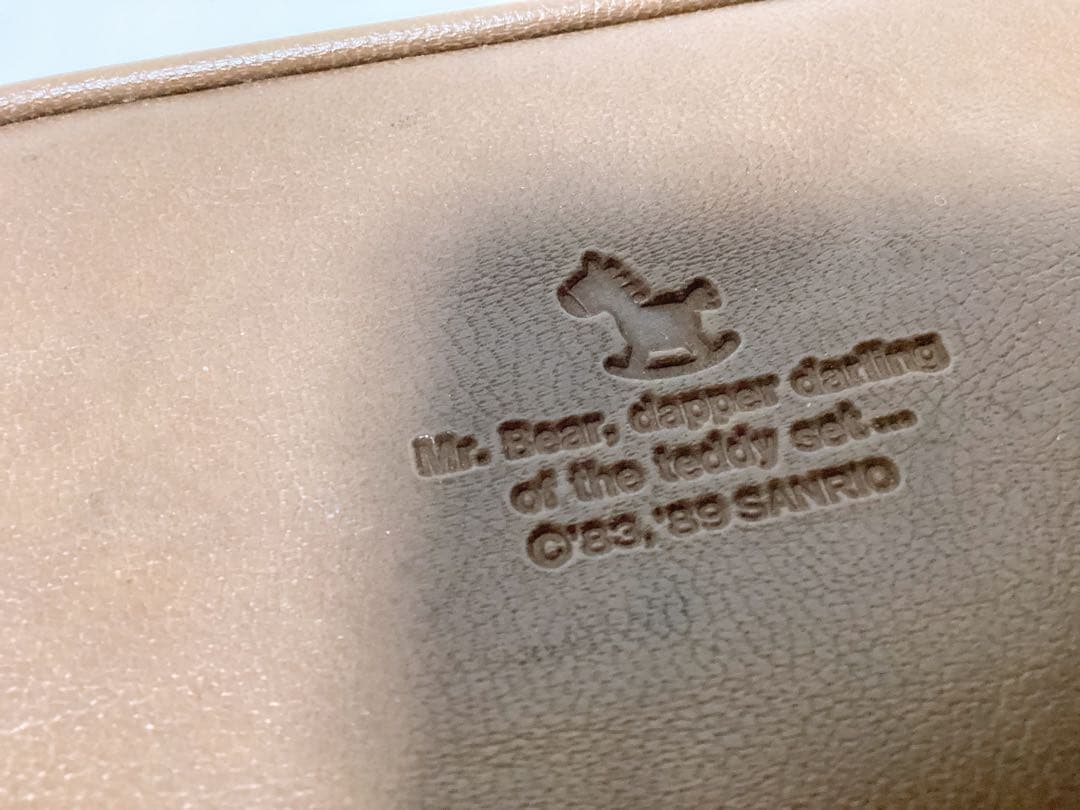 Mr. Bear, dapper darling
of the teddy set...
©'83,'89 SANRIO